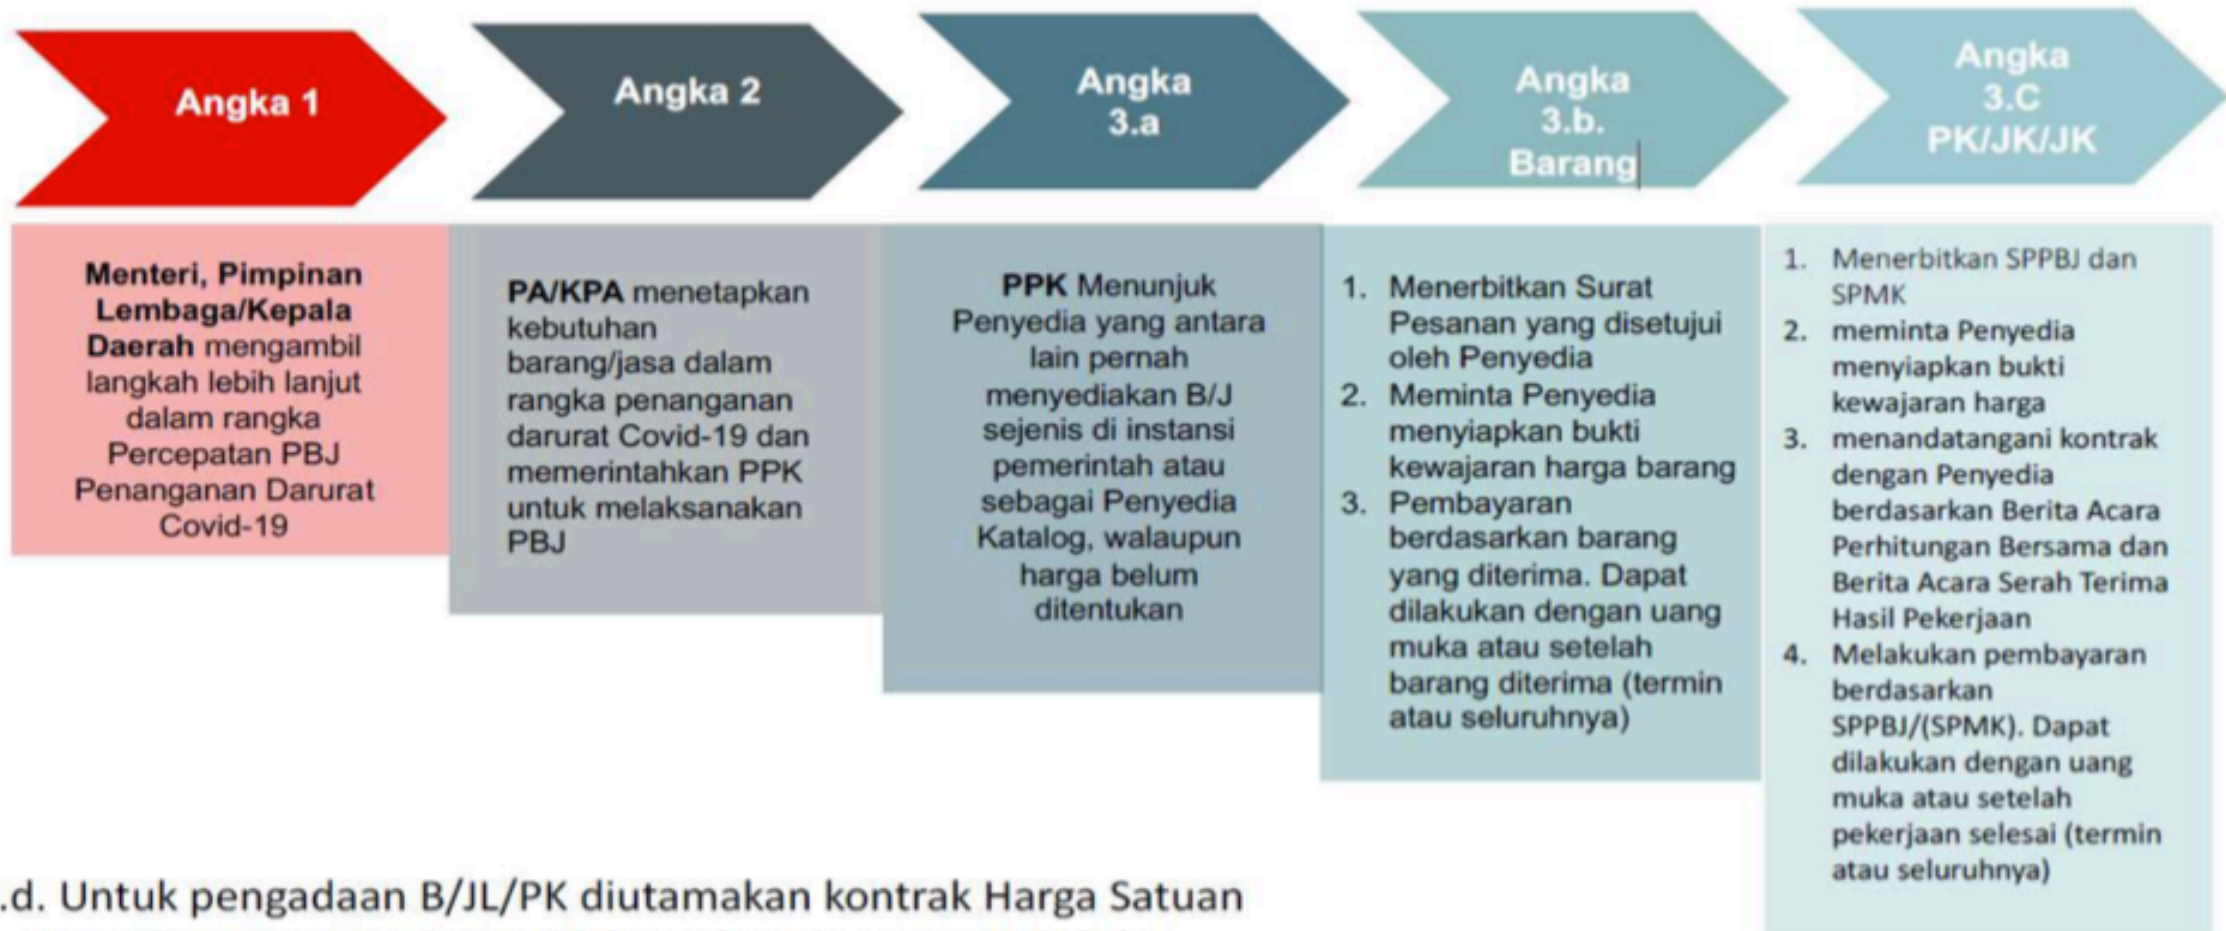 Angka 1
Menteri, Pimpinan
Lembaga/Kepala
Daerah mengambil
langkah lebih lanjut
dalam rangka
Percepatan PBJ
Penanganan Darurat
Covid-19
Angka 2
PA/KPA menetapkan
kebutuhan
barang/jasa dalam
rangka penanganan
darurat Covid-19 dan
memerintahkan PPK
untuk melaksanakan
PBJ
Angka
3.a
PPK Menunjuk
Penyedia yang antara
lain pernah
menyediakan B/J
sejenis di instansi
pemerintah atau
sebagai Penyedia
Katalog, walaupun
harga belum
ditentukan
Angka
3.b.
Barang
1. Menerbitkan Surat
Pesanan yang disetujui
oleh Penyedia
2. Meminta Penyedia
menyiapkan bukti
kewajaran harga barang
3. Pembayaran
berdasarkan barang
yang diterima. Dapat
dilakukan dengan uang
muka atau setelah
barang diterima (termin
atau seluruhnya)
Angka
3.C
PK/JK/JK
1. Menerbitkan SPPBJ dan
SPMK
2. meminta Penyedia
menyiapkan bukti
kewajaran harga
3. menandatangani kontrak
dengan Penyedia
berdasarkan Berita Acara
Perhitungan Bersama dan
Berita Acara Serah Terima
Hasil Pekerjaan
4. Melakukan pembayaran
berdasarkan
SPPBJ/(SPMK). Dapat
dilakukan dengan uang
muka atau setelah
pekerjaan selesai (termin
atau seluruhnya)
.d. Untuk pengadaan B/JL/PK diutamakan kontrak Harga Satuan